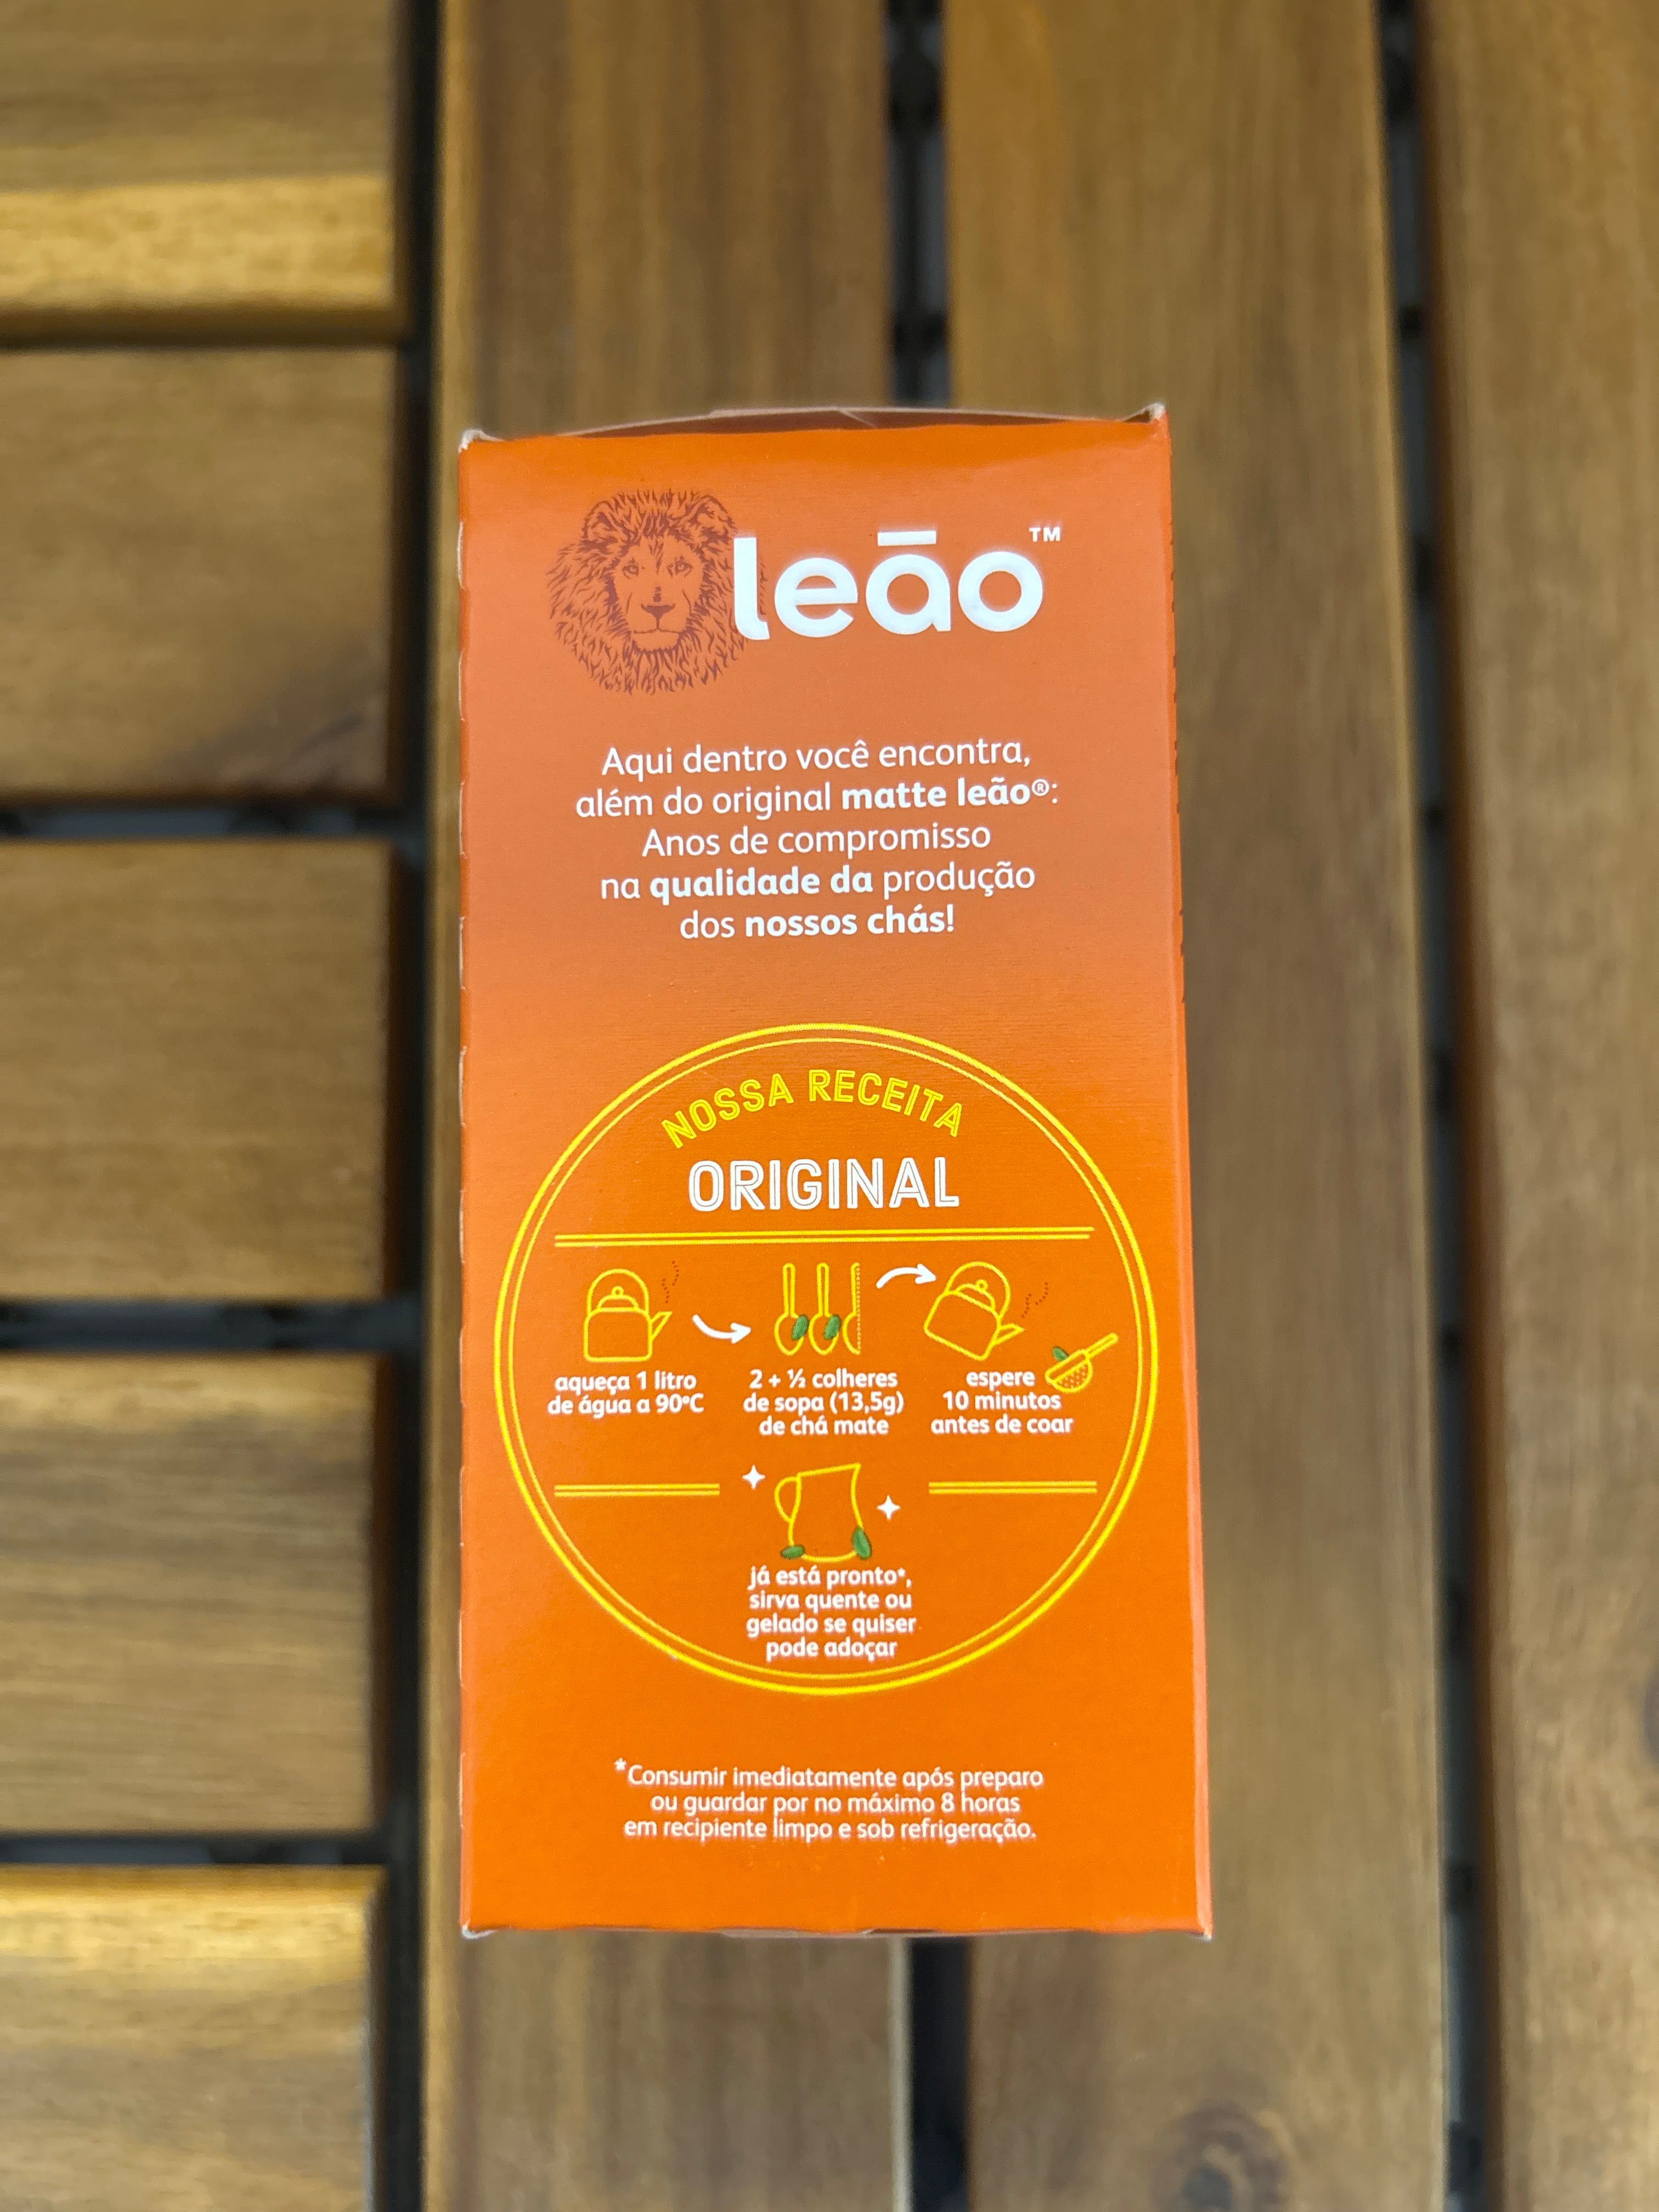 leão™
Aqui dentro você encontra,
além do original matte leão®:
Anos de compromisso
na qualidade da produção
dos nossos chás!
NOSSA RECEITA
ORIGINAL
aqueça 1 litro
de água a 90ºC
2 + ½ colheres
de sopa (13,5g)
de chá mate
espere
10 minutos
antes de coar
já está pronto*,
sirva quente ou
gelado se quiser
pode adoçar
*Consumir imediatamente após preparo
ou guardar por no máximo 8 horas
em recipiente limpo e sob refrigeração.